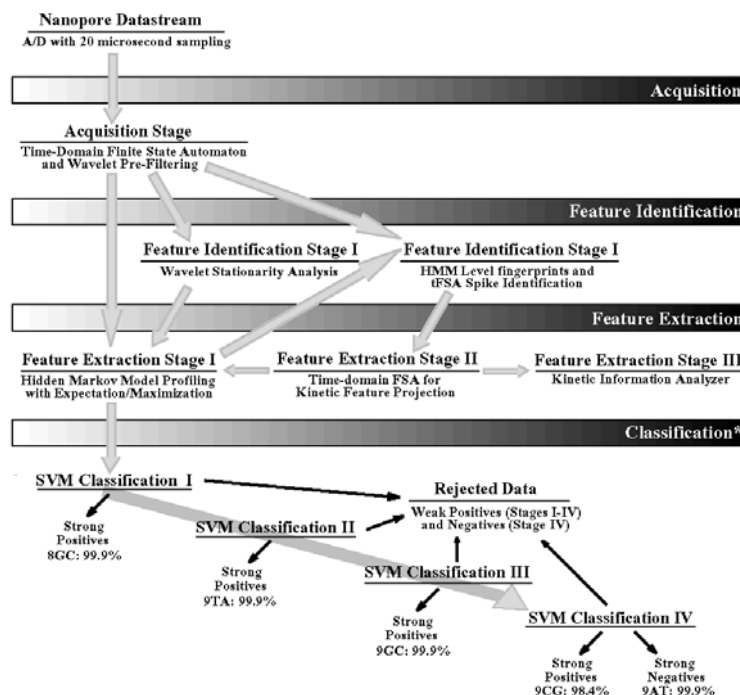 Nanopore Datastream
A/D with 20 microsecond sampling
Acquisition
Acquisition Stage
Time-Domain Finite State Automaton
and Wavelet Pre-Filtering
Feature Identification
Feature Identification Stage I
Wavelet Stationarity Analysis
Feature Identification Stage I
HMM Level fingerprints and
tFSA Spike Identification
Feature Extraction
Feature Extraction Stage I
Hidden Markov Model Profiling
with Expectation/Maximization
Feature Extraction Stage II
Time-domain FSA for
Kinetic Feature Projection
Feature Extraction Stage III
Kinetic Information Analyzer
Classification*
SVM Classification I
Strong
Positives
8GC: 99.9%
Rejected Data
Weak Positives (Stages I-IV)
and Negatives (Stage IV)
SVM Classification II
Strong
Positives
9TA: 99.9%
SVM Classification III
Strong
Positives
9GC: 99.9%
SVM Classification IV
Strong
Positives
9CG: 98.4%
Strong
Negatives
9AT: 99.9%